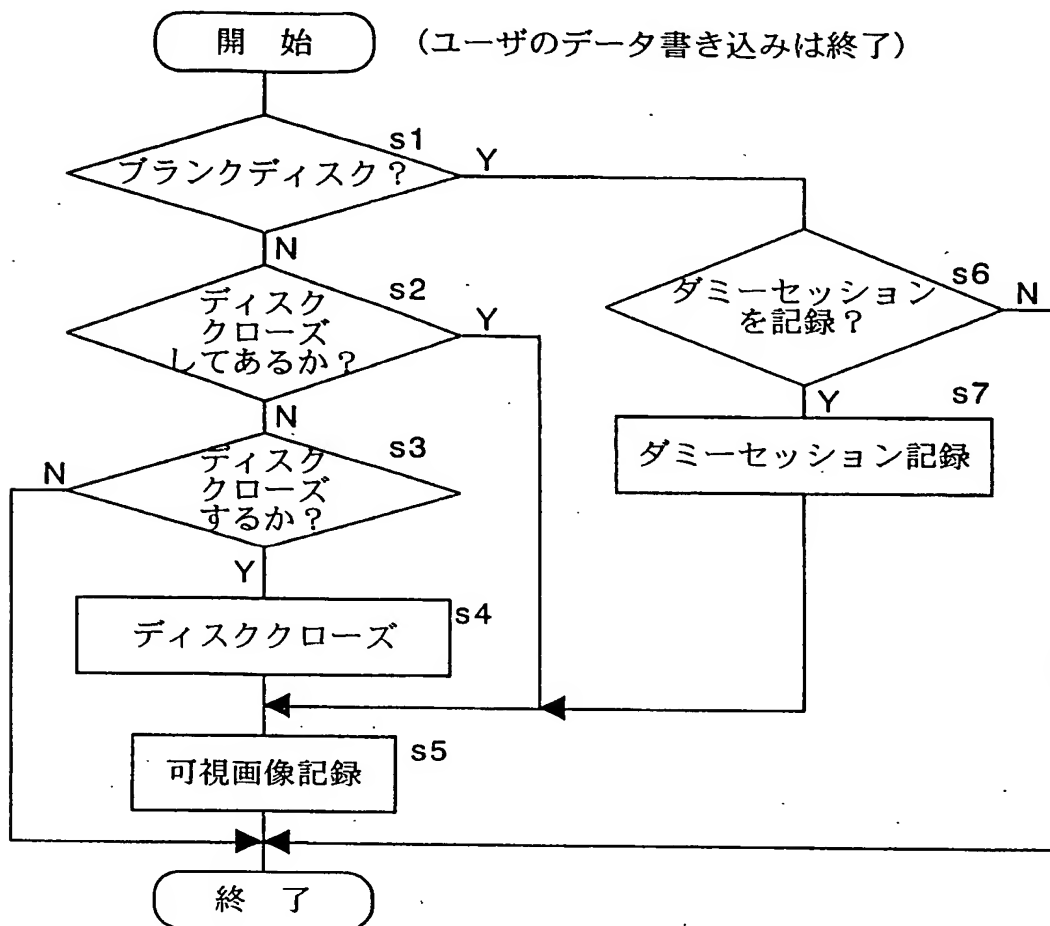 開 始
(ユーザのデータ書き込みは終了)
s1
ブランクディスク?
Y
N
s2
ディスク
クローズ
してあるか?
Y
N
s6
ダミーセッション
を記録?
N
Y
s7
ダミーセッション記録
s3
ディスク
クローズ
するか?
N
Y
s4
ディスククローズ
s5
可視画像記録
終 了